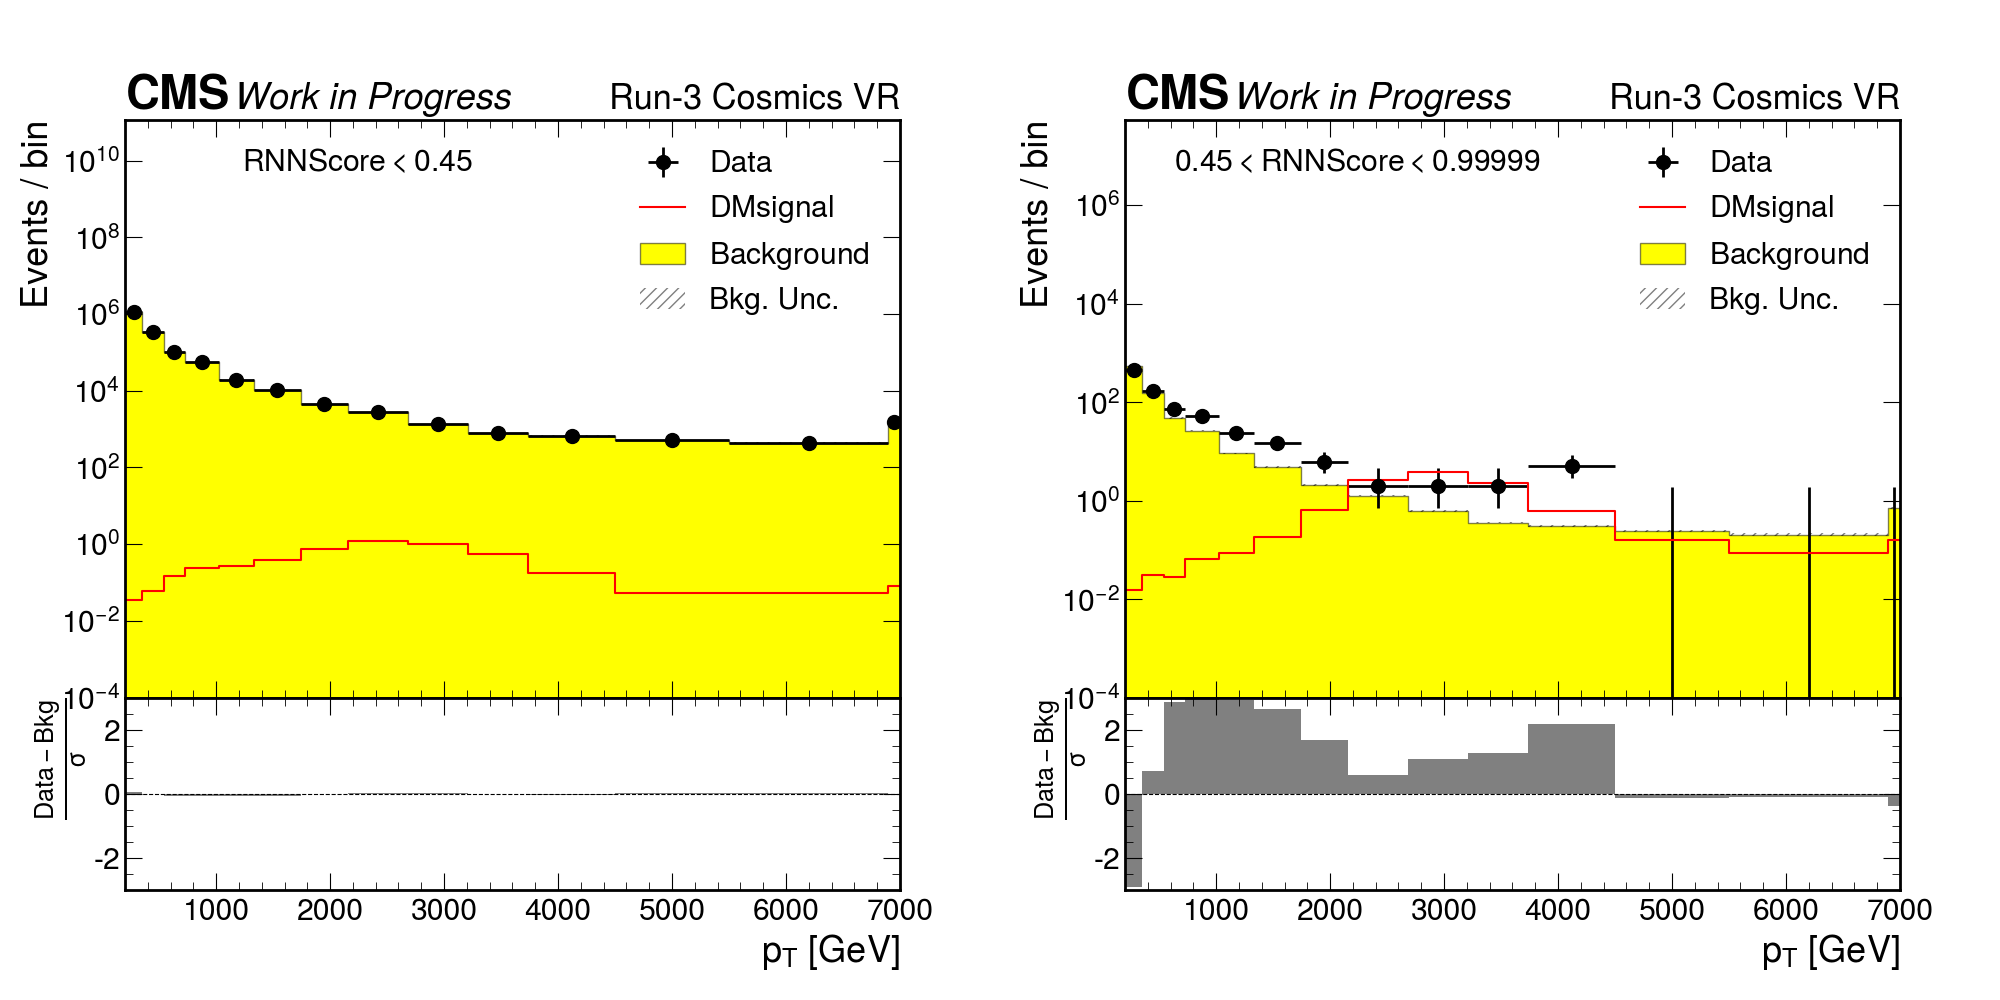 CMS Work in Progress Run-3 Cosmics VR
RNNScore < 0.45
Data
DMsignal
Background
Bkg. Unc.
Events / bin
10^10
10^8
10^6
10^4
10^2
10^0
10^−2
10^−4
Data − Bkg
σ
2
0
-2
1000 2000 3000 4000 5000 6000 7000
p_T [GeV]
CMS Work in Progress Run-3 Cosmics VR
0.45 < RNNScore < 0.99999
Data
DMsignal
Background
Bkg. Unc.
Events / bin
10^6
10^4
10^2
10^0
10^−2
10^−4
Data − Bkg
σ
2
0
-2
1000 2000 3000 4000 5000 6000 7000
p_T [GeV]